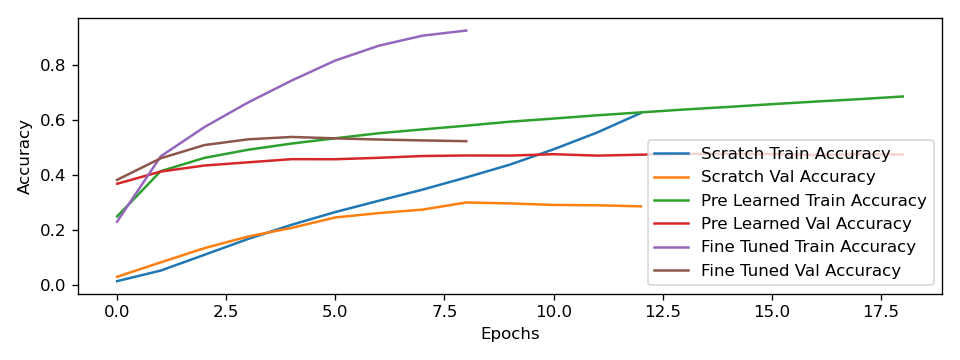 Accuracy
0.8
0.6
0.4
0.2
0.0
Scratch Train Accuracy
Scratch Val Accuracy
Pre Learned Train Accuracy
Pre Learned Val Accuracy
Fine Tuned Train Accuracy
Fine Tuned Val Accuracy
0.0 2.5 5.0 7.5 10.0 12.5 15.0 17.5
Epochs